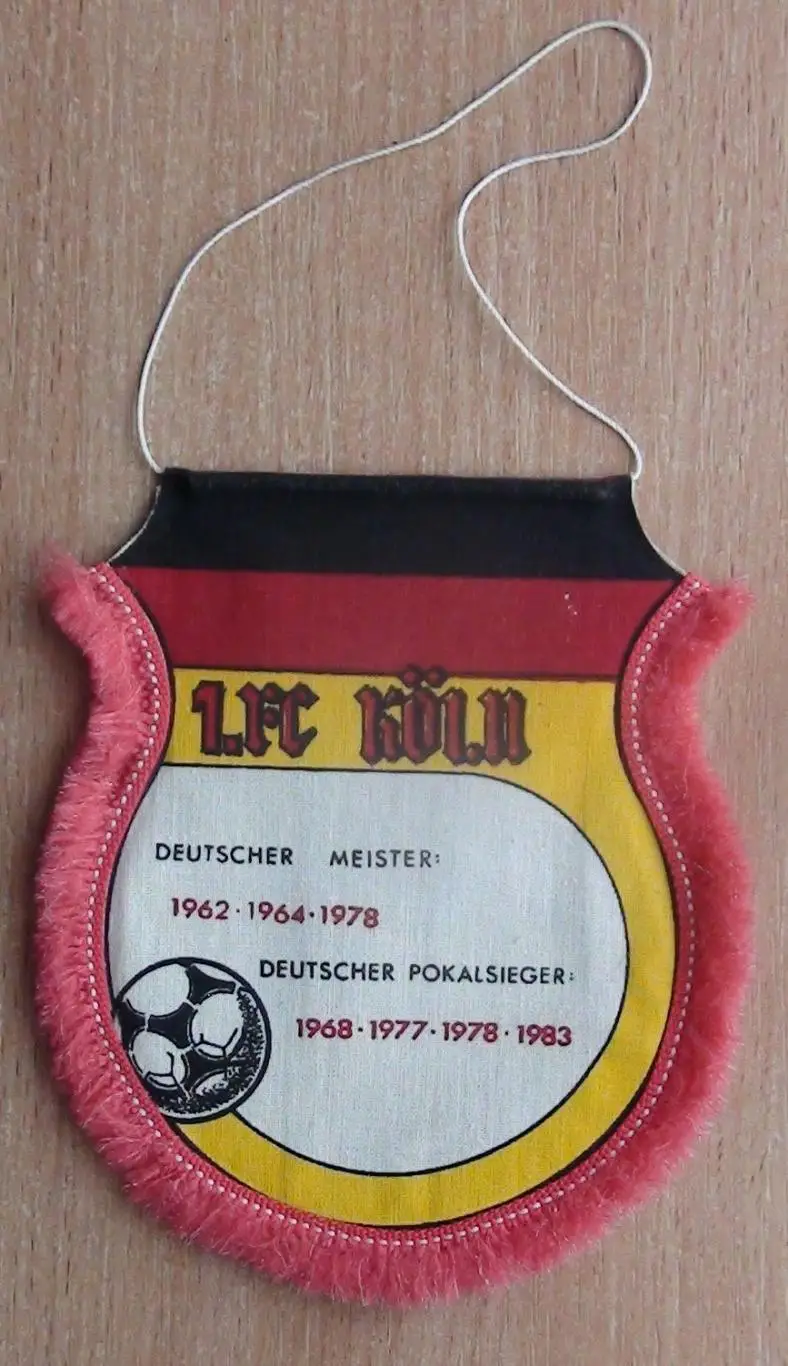 1.FC KÖLN
DEUTSCHER MEISTER:
1962·1964·1978
DEUTSCHER POKALSIEGER:
1968·1977·1978·1983